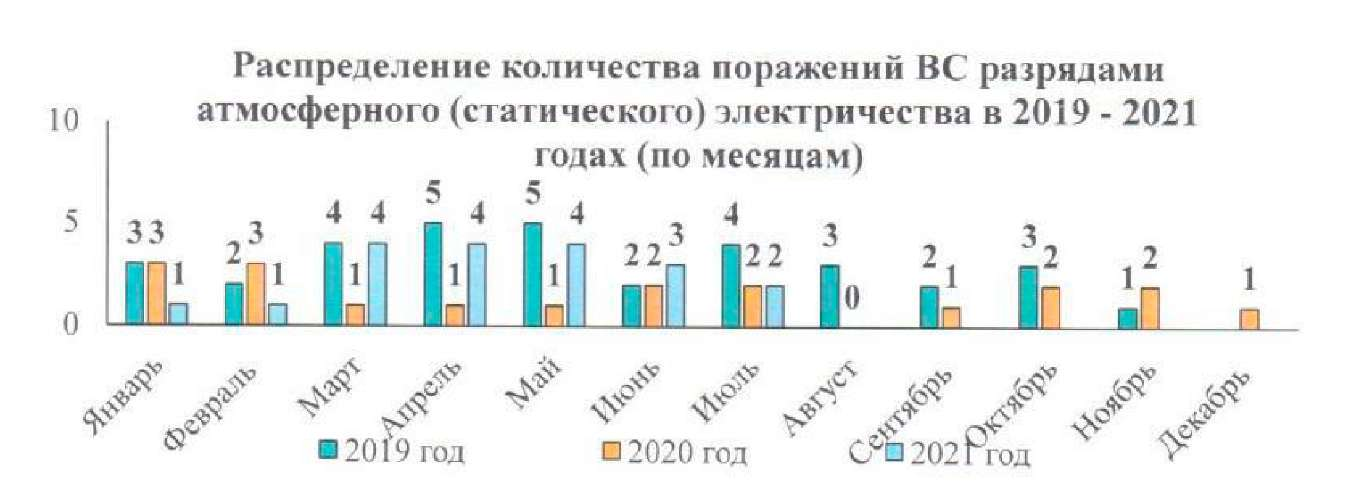 Распределение количества поражений ВС разрядами
атмосферного (статического) электричества в 2019 - 2021
годах (по месяцам)
10
5
0
3 3 1
2 3 1
4 1 4
5 1 4
5 1 4
2 2 3
4 2 2
3 0
2 1
3 2
1 2
1
Январь
Февраль
Март
Апрель
Май
Июнь
Июль
Август
Сентябрь
Октябрь
Ноябрь
Декабрь
2019 год
2020 год
2021 год